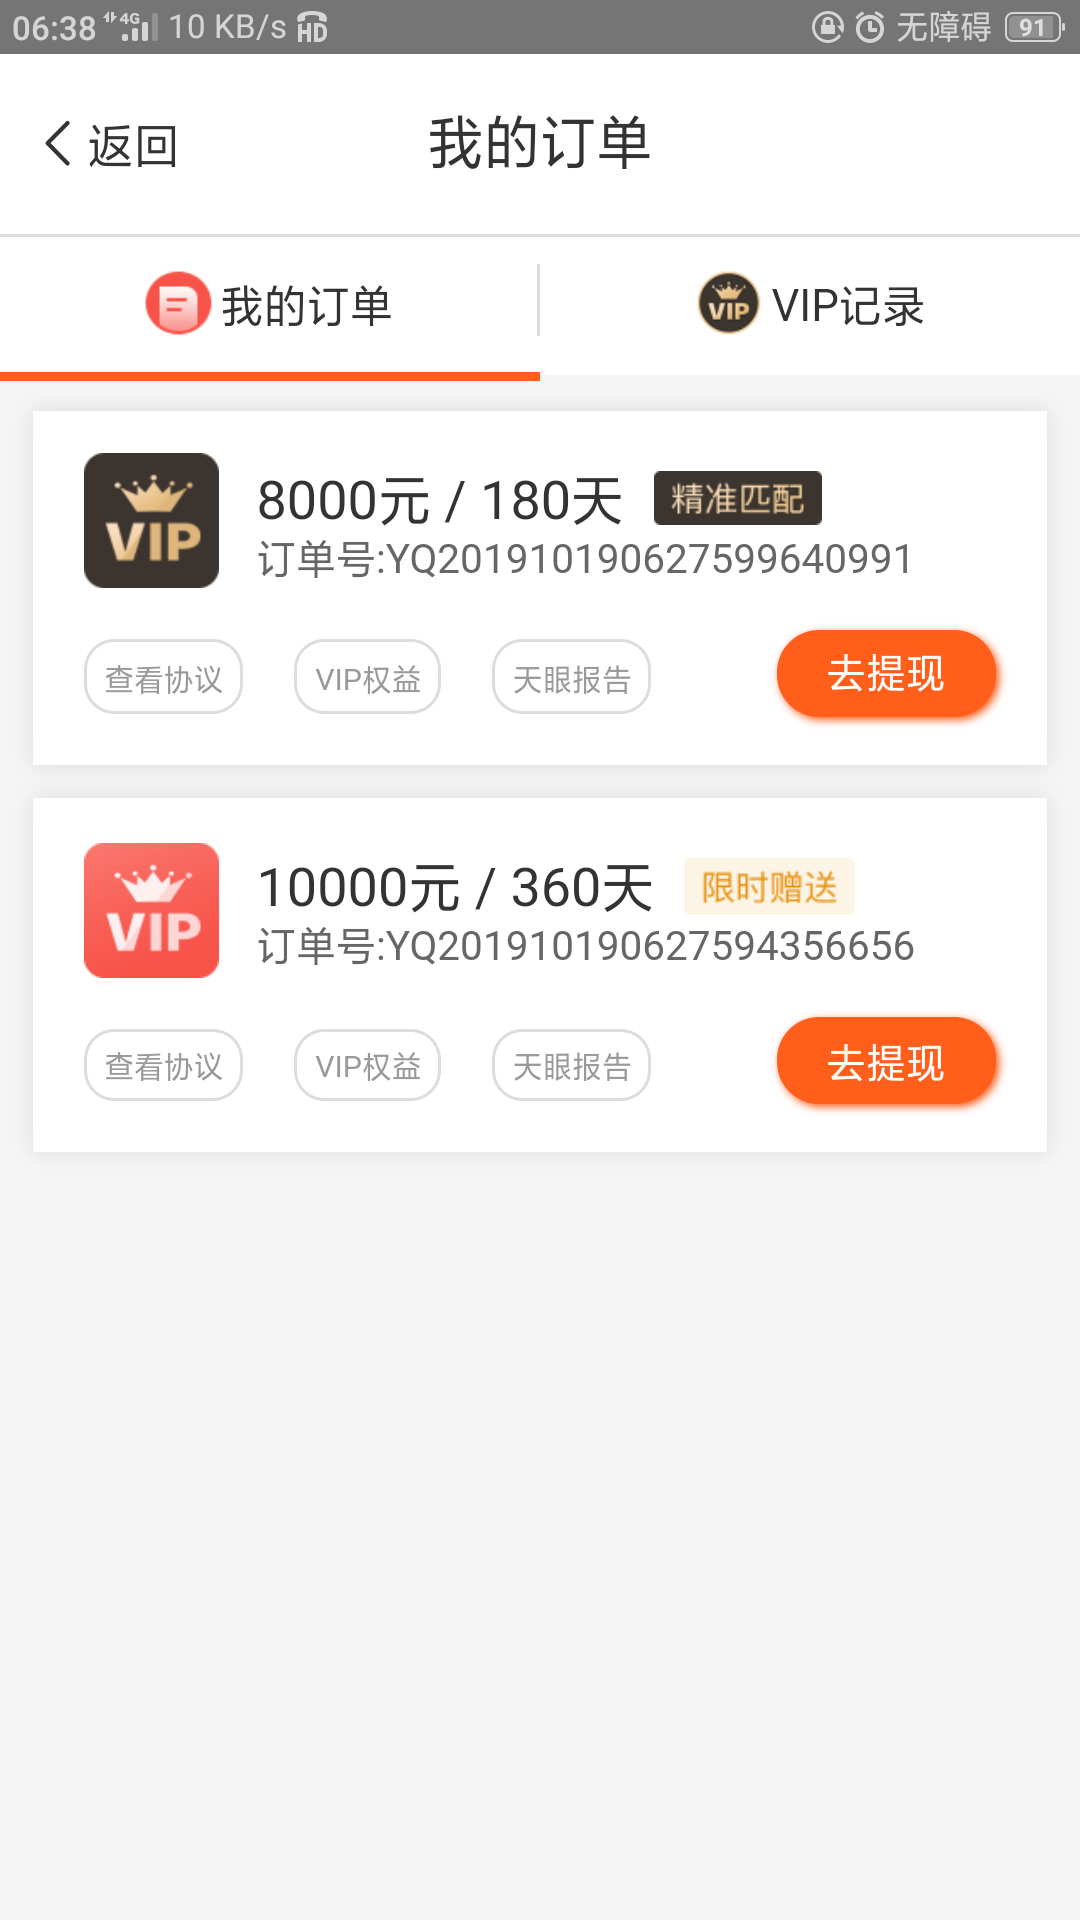 06:38 4G 10 KB/s HD 无障碍 91
返回 我的订单
我的订单 VIP记录
VIP 8000元 / 180天 精准匹配
订单号:YQ201910190627599640991
查看协议 VIP权益 天眼报告 去提现
VIP 10000元 / 360天 限时赠送
订单号:YQ201910190627594356656
查看协议 VIP权益 天眼报告 去提现